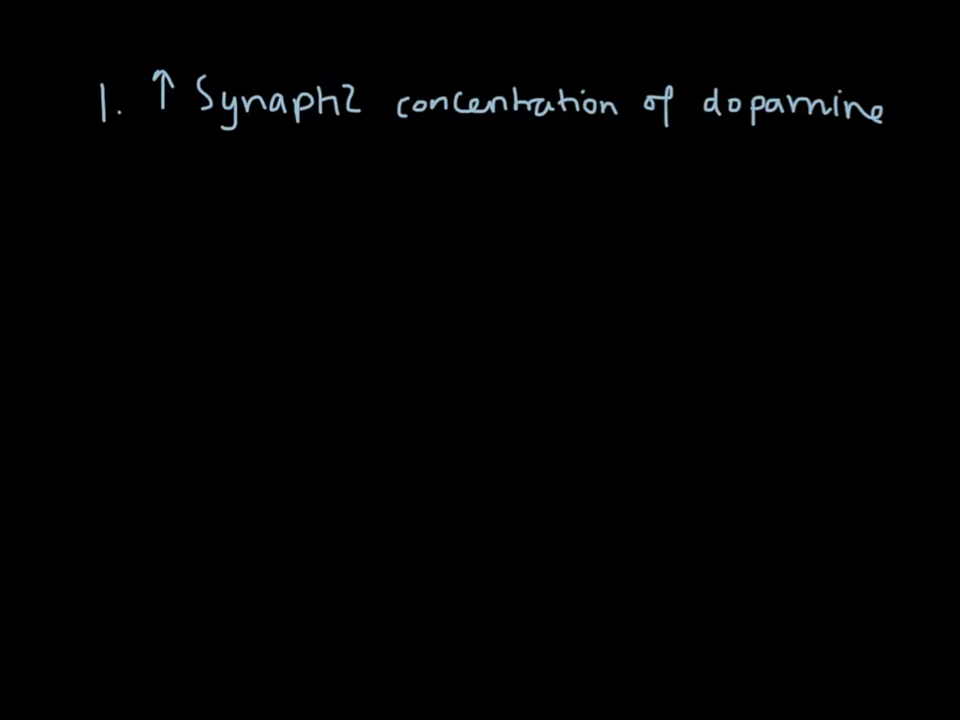 1. ↑ Synaptic concentration of dopamine